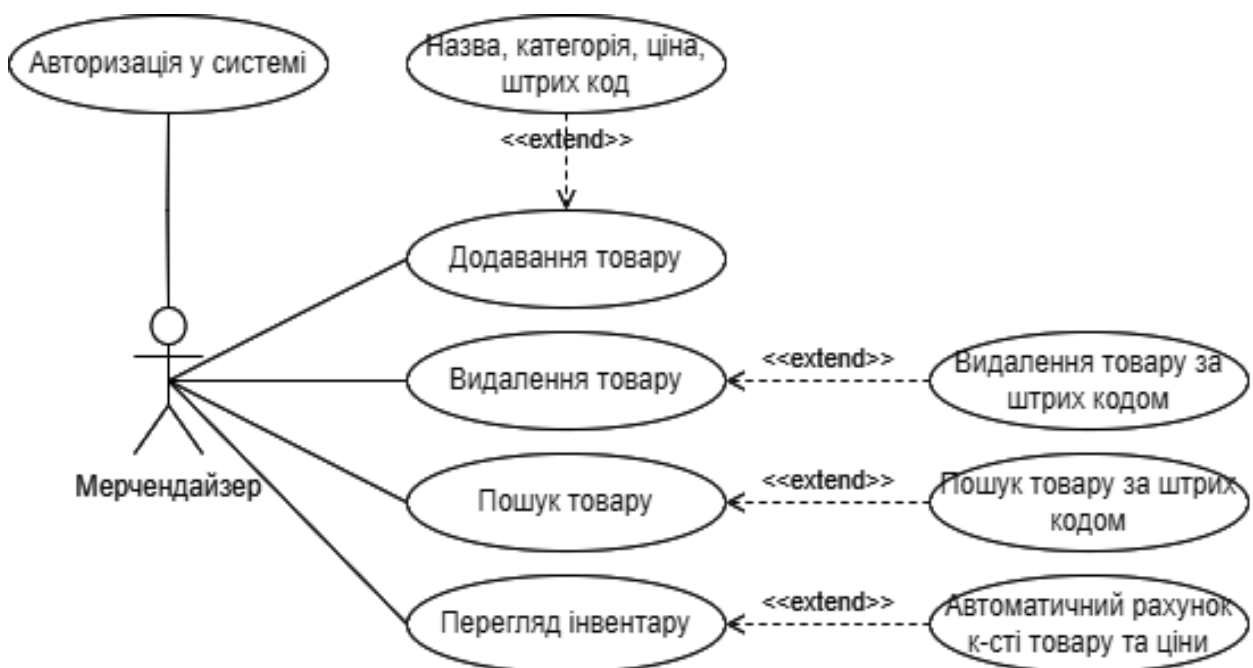 Авторизація у системі
Назва, категорія, ціна,
штрих код
<<extend>>
Додавання товару
Видалення товару
<<extend>>
Видалення товару за
штрих кодом
Мерчендайзер
Пошук товару
<<extend>>
Пошук товару за штрих
кодом
Перегляд інвентару
<<extend>>
Автоматичний рахунок
к-сті товару та ціни